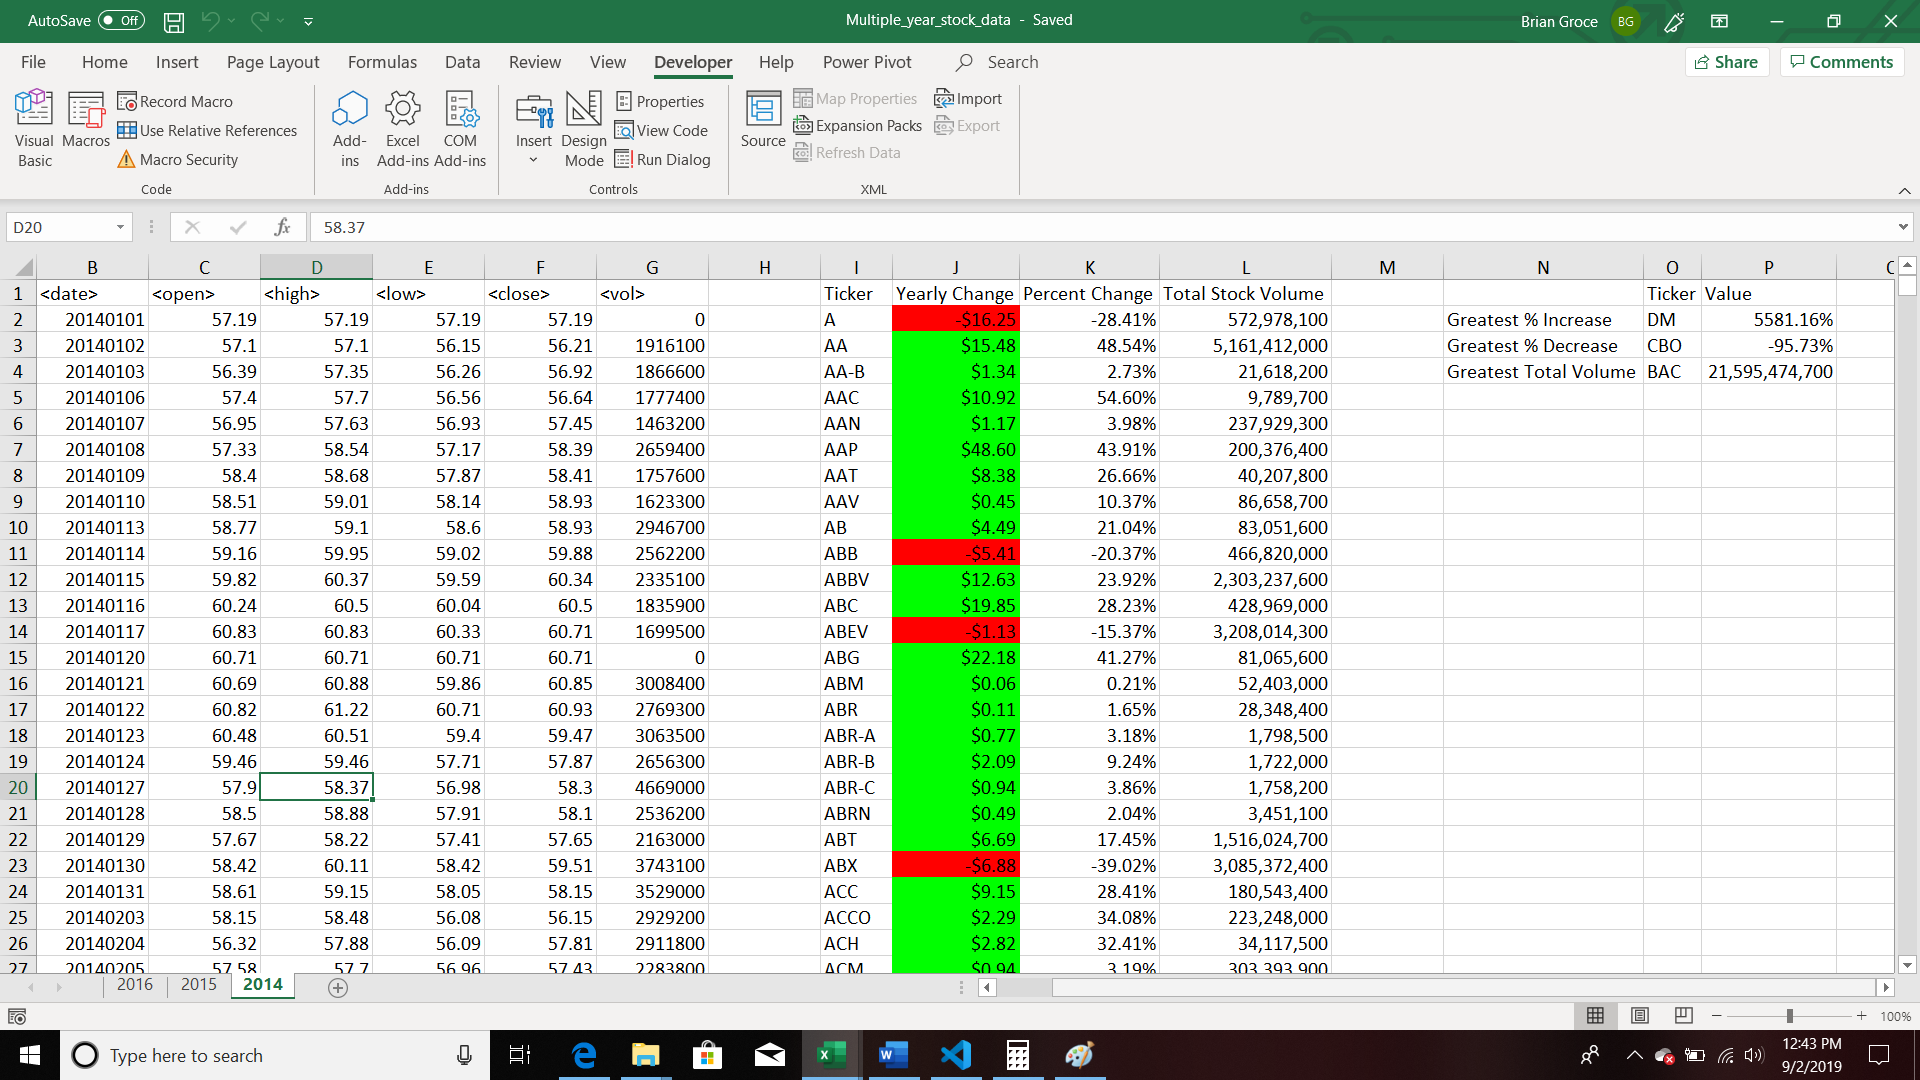 AutoSave Off
Multiple_year_stock_data - Saved
Brian Groce BG
File Home Insert Page Layout Formulas Data Review View Developer Help Power Pivot Search Share Comments
Visual Basic
Macros
Record Macro
Use Relative References
Macro Security
Code
Add-ins
Excel Add-ins
COM Add-ins
Add-ins
Insert
Design Mode
Properties
View Code
Run Dialog
Controls
Source
Map Properties
Expansion Packs
Refresh Data
Import
Export
XML
D20 fx 58.37
B C D E F G H I J K L M N O P
1 <date> <open> <high> <low> <close> <vol> Ticker Yearly Change Percent Change Total Stock Volume Ticker Value
2 20140101 57.19 57.19 57.19 57.19 0 A -$16.25 -28.41% 572,978,100 Greatest % Increase DM 5581.16%
3 20140102 57.1 57.1 56.15 56.21 1916100 AA $15.48 48.54% 5,161,412,000 Greatest % Decrease CBO -95.73%
4 20140103 56.39 57.35 56.26 56.92 1866600 AA-B $1.34 2.73% 21,618,200 Greatest Total Volume BAC 21,595,474,700
5 20140106 57.4 57.7 56.56 56.64 1777400 AAC $10.92 54.60% 9,789,700
6 20140107 56.95 57.63 56.93 57.45 1463200 AAN $1.17 3.98% 237,929,300
7 20140108 57.33 58.54 57.17 58.39 2659400 AAP $48.60 43.91% 200,376,400
8 20140109 58.4 58.68 57.87 58.41 1757600 AAT $8.38 26.66% 40,207,800
9 20140110 58.51 59.01 58.14 58.93 1623300 AAV $0.45 10.37% 86,658,700
10 20140113 58.77 59.1 58.6 58.93 2946700 AB $4.49 21.04% 83,051,600
11 20140114 59.16 59.95 59.02 59.88 2562200 ABB -$5.41 -20.37% 466,820,000
12 20140115 59.82 60.37 59.59 60.34 2335100 ABBV $12.63 23.92% 2,303,237,600
13 20140116 60.24 60.5 60.04 60.5 1835900 ABC $19.85 28.23% 428,969,000
14 20140117 60.83 60.83 60.33 60.71 1699500 ABEV -$1.13 -15.37% 3,208,014,300
15 20140120 60.71 60.71 60.71 60.71 0 ABG $22.18 41.27% 81,065,600
16 20140121 60.69 60.88 59.86 60.85 3008400 ABM $0.06 0.21% 52,403,000
17 20140122 60.82 61.22 60.71 60.93 2769300 ABR $0.11 1.65% 28,348,400
18 20140123 60.48 60.51 59.4 59.47 3063500 ABR-A $0.77 3.18% 1,798,500
19 20140124 59.46 59.46 57.71 57.87 2656300 ABR-B $2.09 9.24% 1,722,000
20 20140127 57.9 58.37 56.98 58.3 4669000 ABR-C $0.94 3.86% 1,758,200
21 20140128 58.5 58.88 57.91 58.1 2536200 ABRN $0.49 2.04% 3,451,100
22 20140129 57.67 58.22 57.41 57.65 2163000 ABT $6.69 17.45% 1,516,024,700
23 20140130 58.42 60.11 58.42 59.51 3743100 ABX -$6.88 -39.02% 3,085,372,400
24 20140131 58.61 59.15 58.05 58.15 3529000 ACC $9.15 28.41% 180,543,400
25 20140203 58.15 58.48 56.08 56.15 2929200 ACCO $2.29 34.08% 223,248,000
26 20140204 56.32 57.88 56.09 57.81 2911800 ACH $2.82 32.41% 34,117,500
27 20140205 57.58 57.7 56.96 57.43 2283800 ACM $0.94 3.19% 303,393,900
2016 2015 2014
100%
Type here to search
12:43 PM
9/2/2019